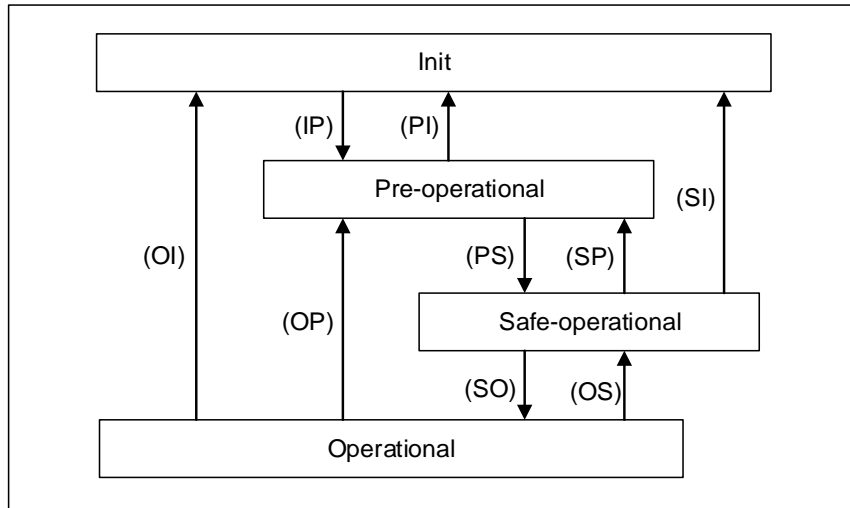 Init
(IP)
(PI)
Pre-operational
(SI)
(OI)
(PS)
(SP)
(OP)
Safe-operational
(SO)
(OS)
Operational